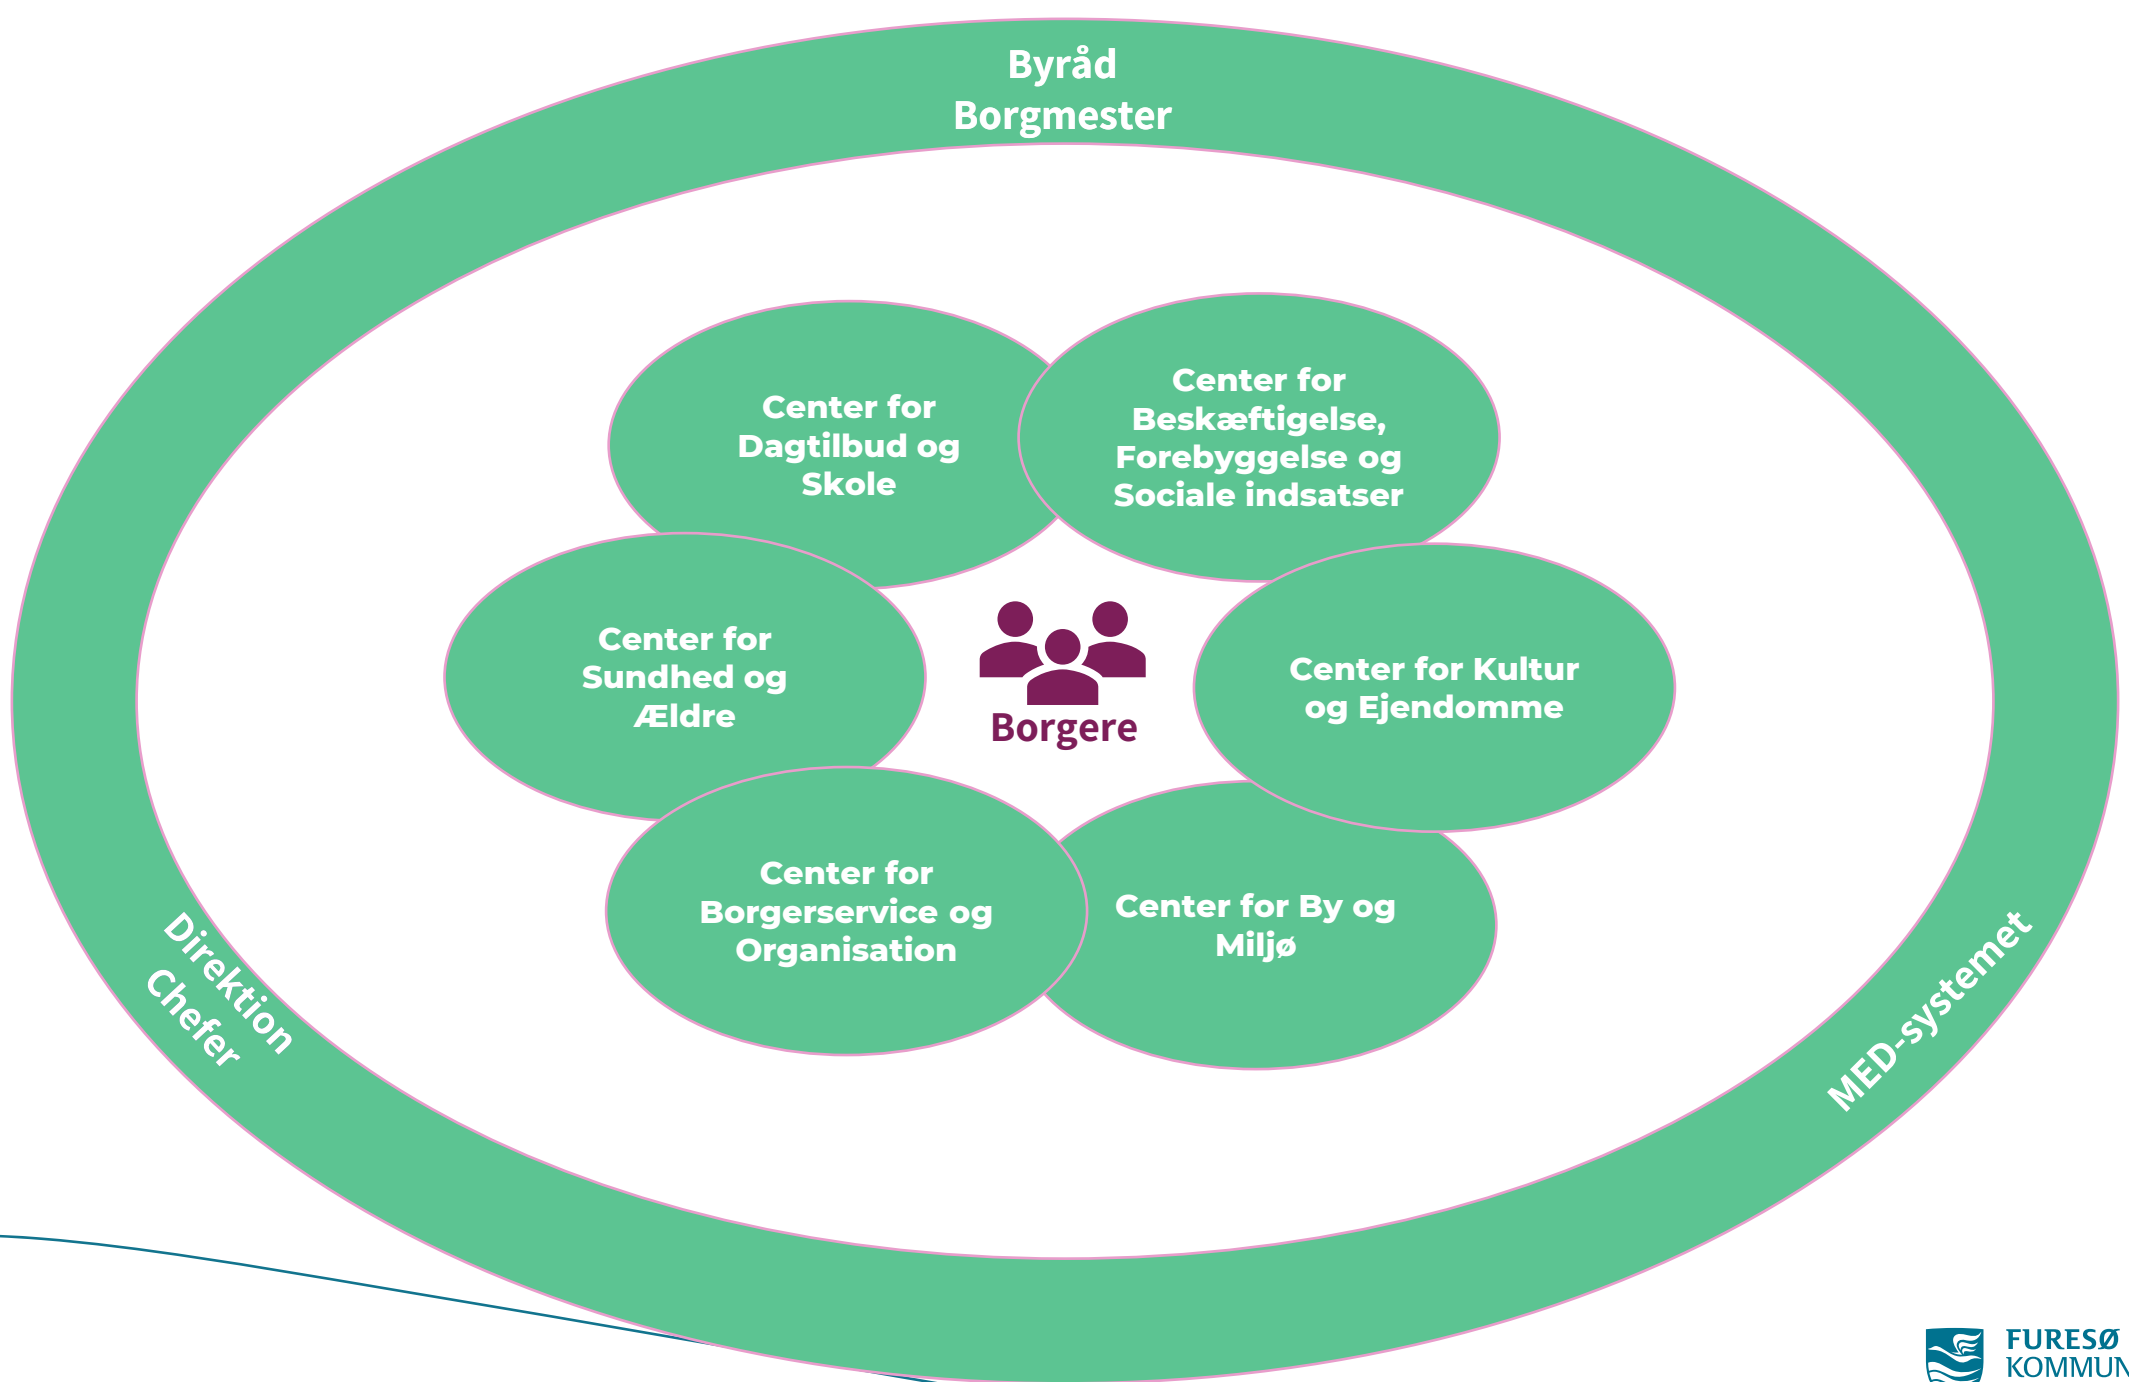 Byråd
Borgmester
Center for
Dagtilbud og
Skole
Center for
Beskæftigelse,
Forebyggelse og
Sociale indsatser
Center for
Sundhed og
Ældre
Borgere
Center for Kultur
og Ejendomme
Center for
Borgerservice og
Organisation
Center for By og
Miljø
Direktion
Chefer
MED-systemet
FURESØ
KOMMUN